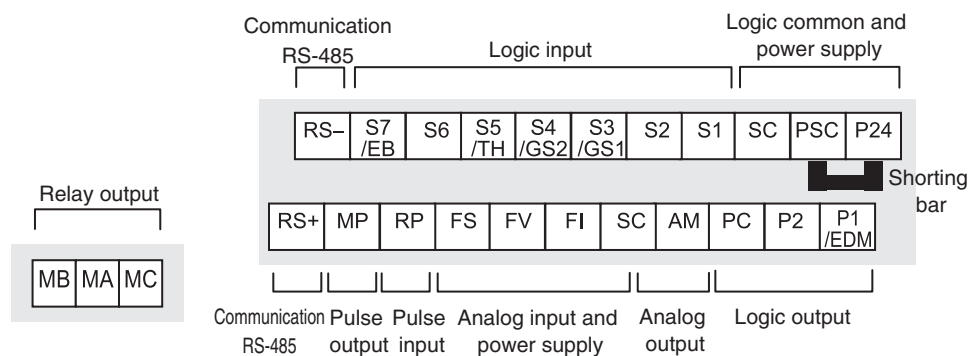 Communication
RS-485
Logic input
Logic common and
power supply
RS–
S7
/EB
S6
S5
/TH
S4
/GS2
S3
/GS1
S2
S1
SC
PSC
P24
Shorting
bar
Relay output
MB MA MC
RS+
MP
RP
FS
FV
FI
SC
AM
PC
P2
P1
/EDM
Communication
RS-485
Pulse
output
Pulse
input
Analog input and
power supply
Analog
output
Logic output